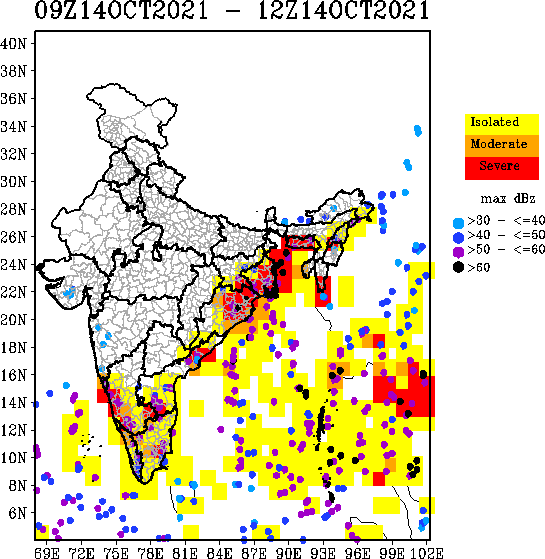 09Z14OCT2021 - 12Z14OCT2021
40N
38N
36N
34N
32N
30N
28N
26N
24N
22N
20N
18N
16N
14N
12N
10N
8N
6N
69E 72E 75E 78E 81E 84E 87E 90E 93E 96E 99E 102E
Isolated
Moderate
Severe
max dBz
>30 - <=40
>40 - <=50
>50 - <=60
>60